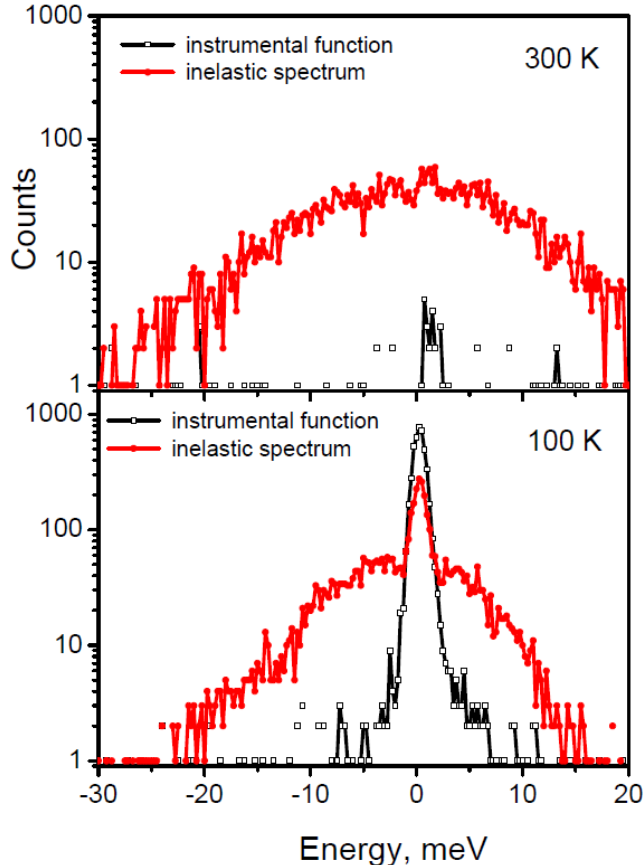 1000
instrumental function
inelastic spectrum
300 K
100
10
1
Counts
1000
instrumental function
inelastic spectrum
100 K
100
10
1
-30 -20 -10 0 10 20
Energy, meV